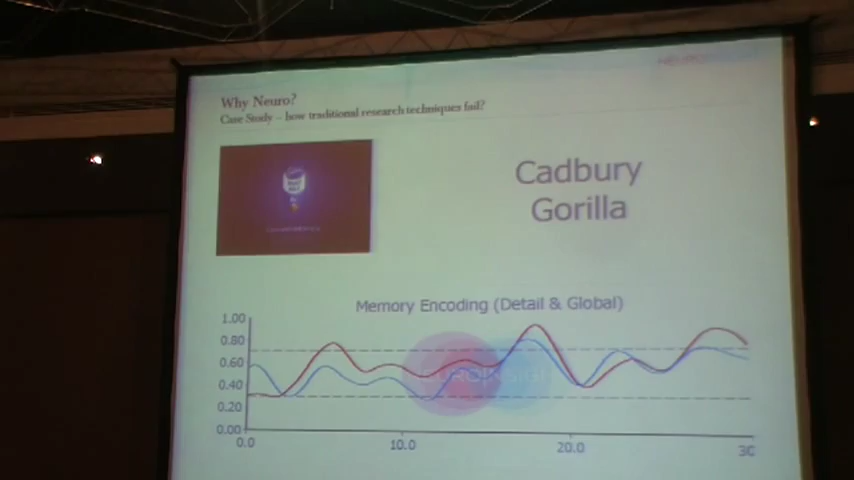 Why Neuro?
Case Study – how traditional research techniques fail?
Cadbury
Gorilla
Memory Encoding (Detail & Global)
1.00
0.80
0.60
0.40
0.20
0.00
0.0
10.0
20.0
30